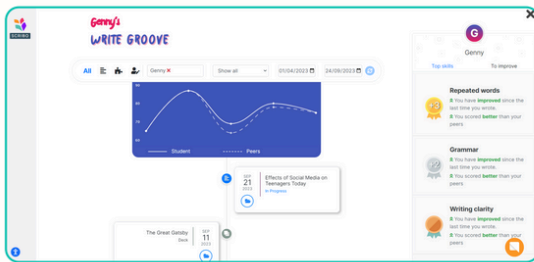 SCRIBO
Genny's
WRITE GROOVE
All
Genny ×
Show all
01/04/2023
24/09/2023
G
Genny
Top skills To improve
Repeated words
You have improved since the
last time you wrote.
You scored better than your
peers.
Grammar
You have improved since the
last time you wrote.
You scored better than your
peers.
Writing clarity
You have improved since the
last time you wrote.
You scored better than your
peers.
90
80
70
60
Student Peers
SEP
21
2023
Effects of Social Media on
Teenagers Today
In Progress
The Great Gatsby
Done
SEP
11
2023